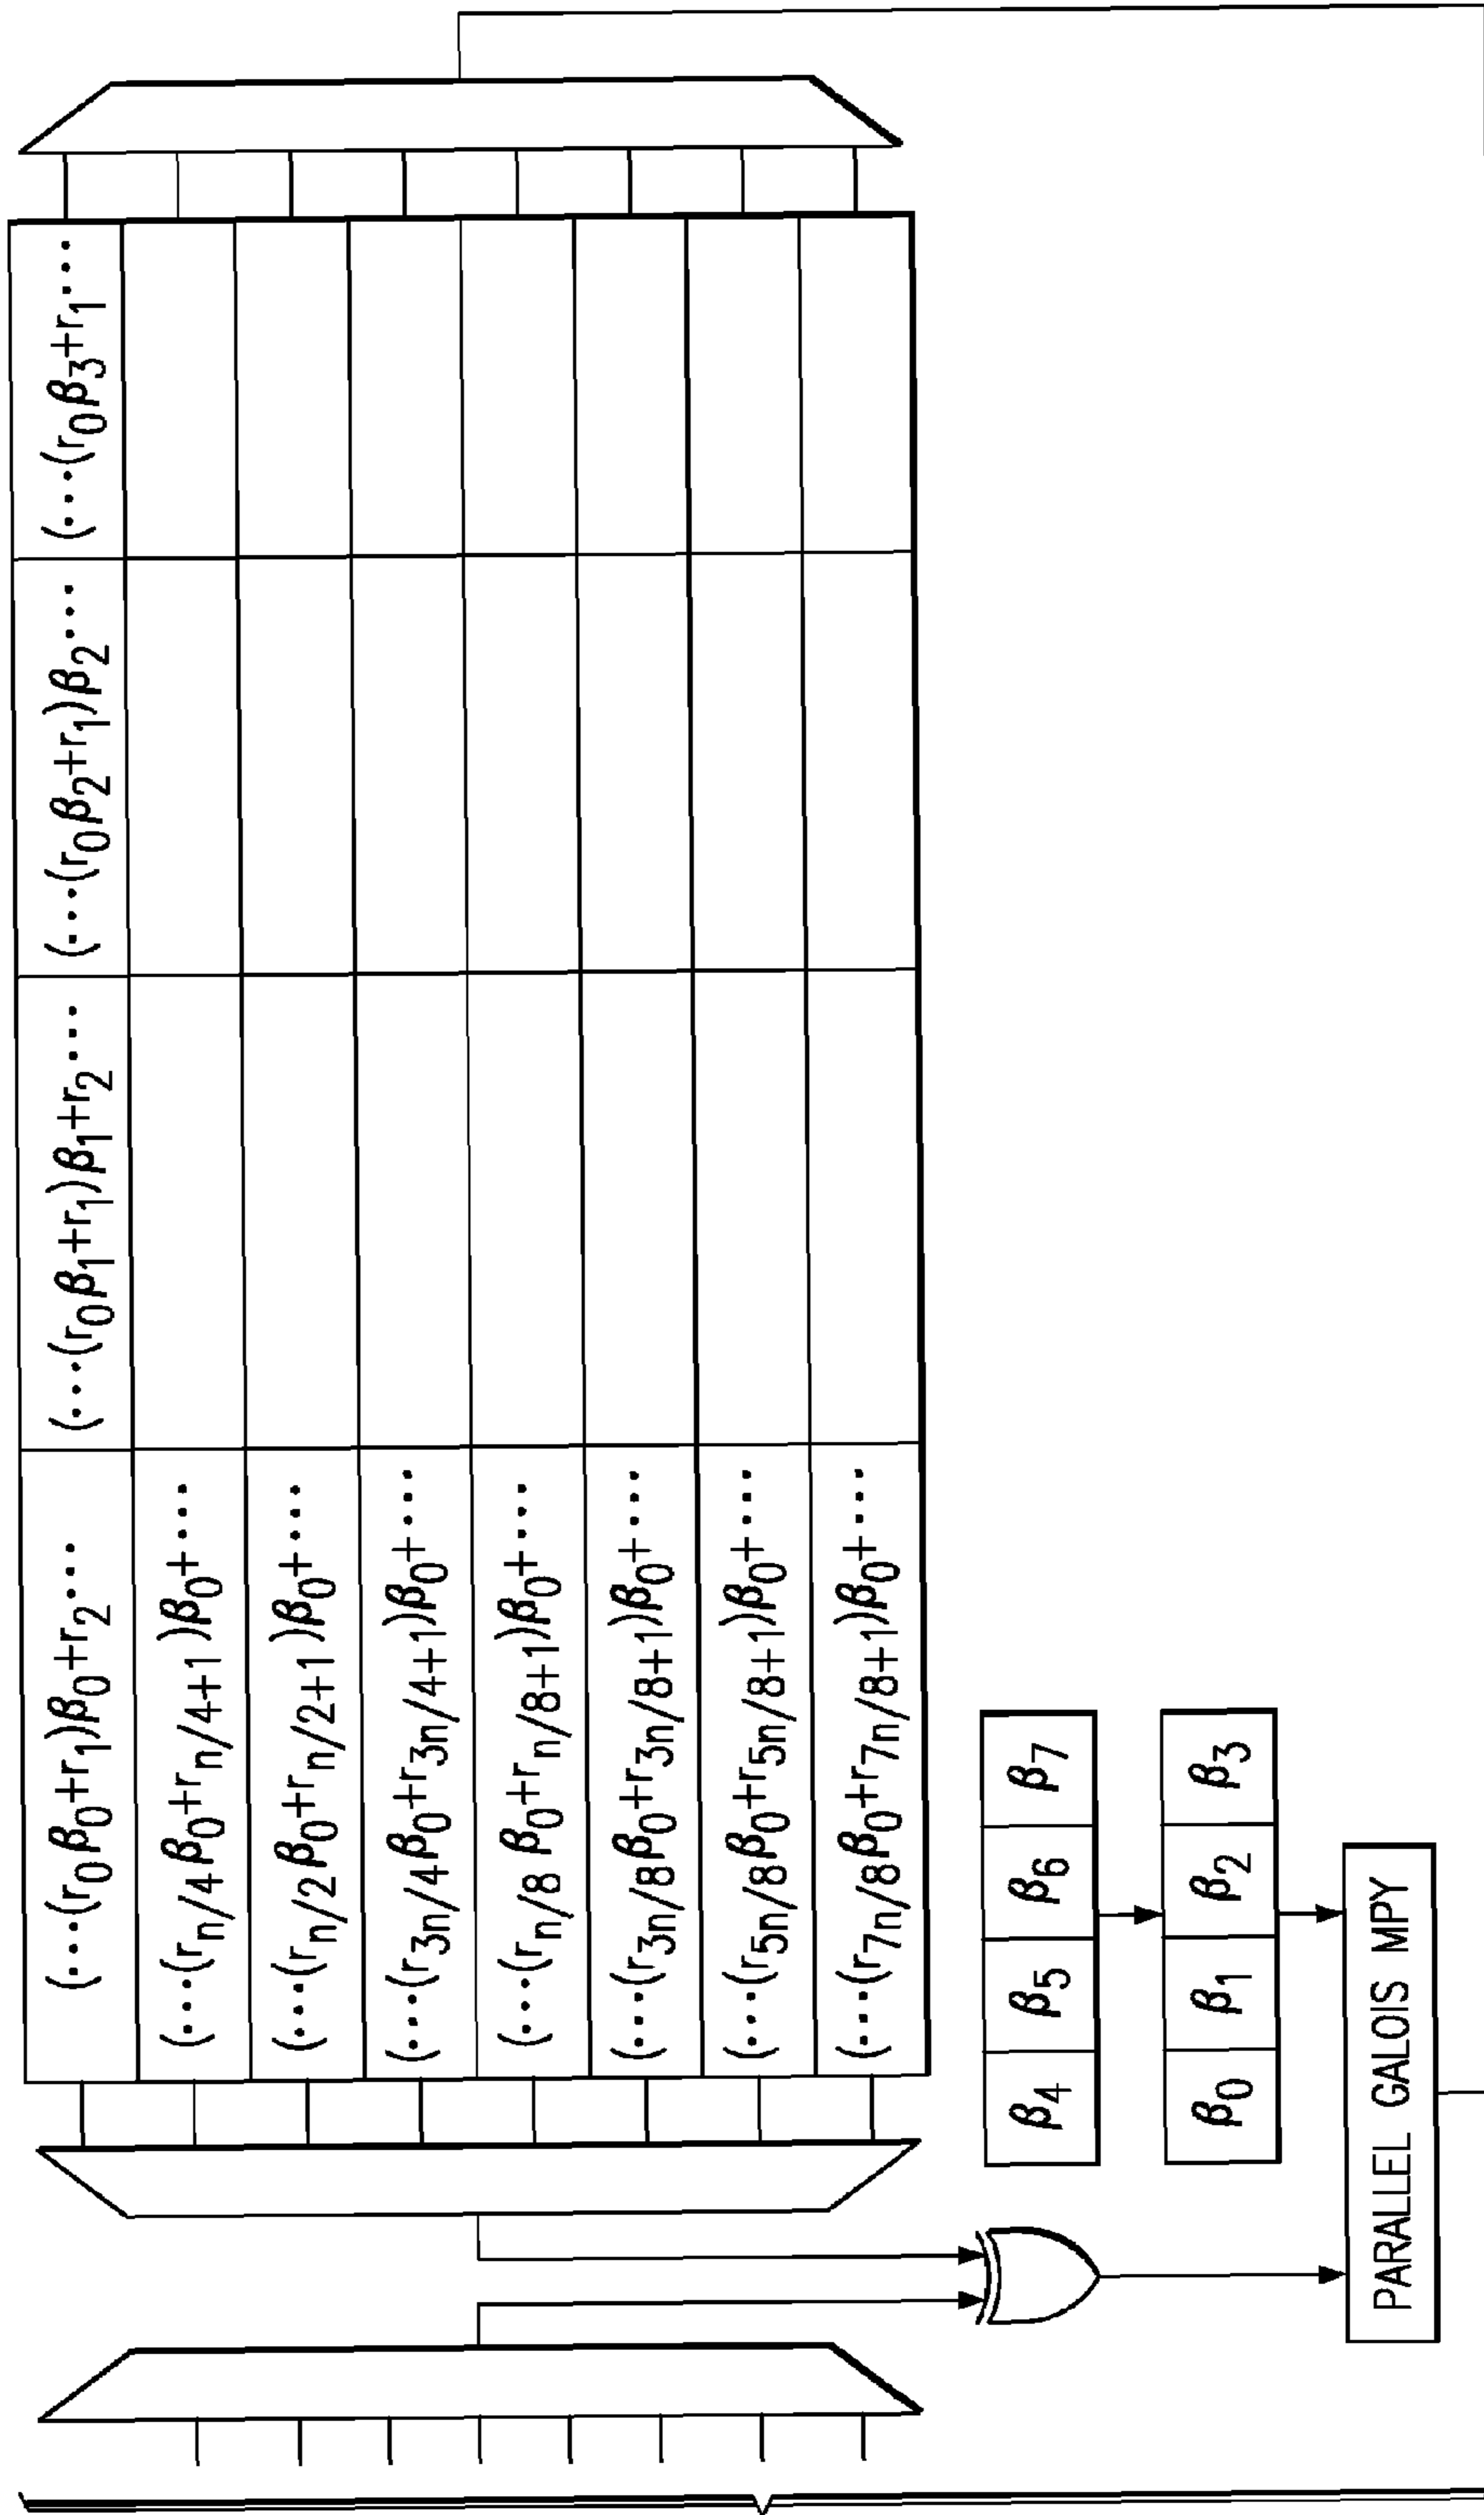 (···(r₀β₀+r₁)β₀+r₂···
(···(r₀β₁+r₁)β₁+r₂···
(···(r₀β₂+r₁)β₂···
(···(r₀β₃+r₁···
(···(rₙ/₄β₀+rₙ/₄₊₁)β₀+···
(···(rₙ/₂β₀+rₙ/₂₊₁)β₀+···
(···(r₃ₙ/₄β₀+r₃ₙ/₄₊₁)β₀+···
(···(rₙ/₈β₀+rₙ/₈₊₁)β₀+···
(···(r₃ₙ/₈β₀+r₃ₙ/₈₊₁)β₀+···
(···(r₅ₙ/₈β₀+r₅ₙ/₈₊₁)β₀+···
(···(r₇ₙ/₈β₀+r₇ₙ/₈₊₁)β₀+···
β₄ β₅ β₆ β₇
β₀ β₁ β₂ β₃
PARALLEL GALOIS MPY